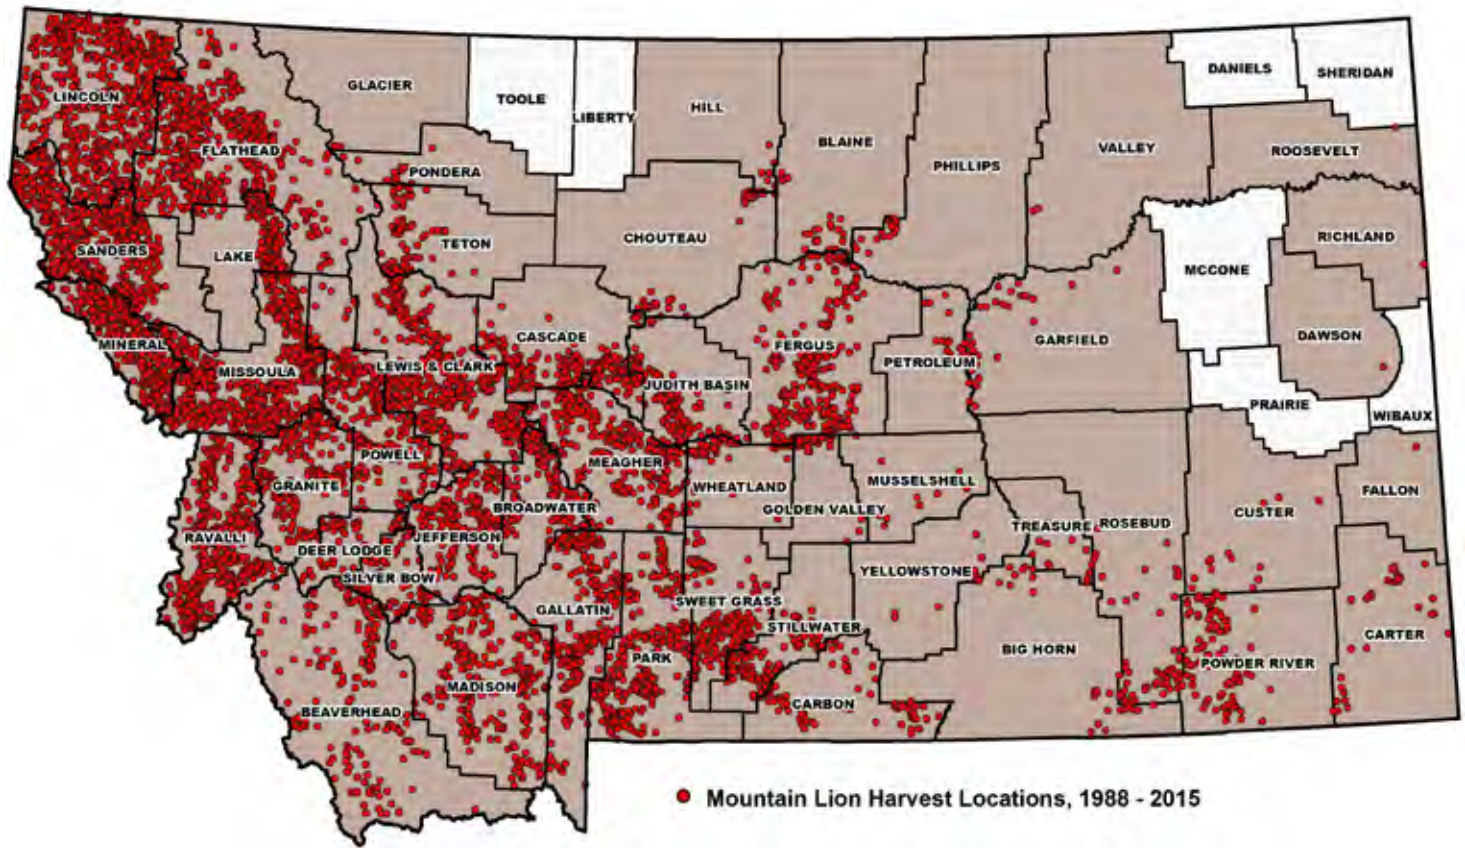 DANIELS
SHERIDAN
GLACIER
TOOLE
LIBERTY
HILL
BLAINE
PHILLIPS
VALLEY
ROOSEVELT
LINCOLN
FLATHEAD
PONDERA
TETON
CHOUTEAU
RICHLAND
SANDERS
LAKE
MCCONE
MINERAL
MISSOULA
LEWIS & CLARK
CASCADE
JUDITH BASIN
FERGUS
PETROLEUM
GARFIELD
DAWSON
PRAIRIE
WIBAUX
POWELL
GRANITE
MEAGHER
BROADWATER
WHEATLAND
GOLDEN VALLEY
MUSSELSHELL
TREASURE
ROSEBUD
CUSTER
FALLON
RAVALLI
DEER LODGE
JEFFERSON
SILVER BOW
GALLATIN
SWEET GRASS
STILLWATER
YELLOWSTONE
BIG HORN
POWDER RIVER
CARTER
PARK
CARBON
MADISON
BEAVERHEAD
Mountain Lion Harvest Locations, 1988 - 2015